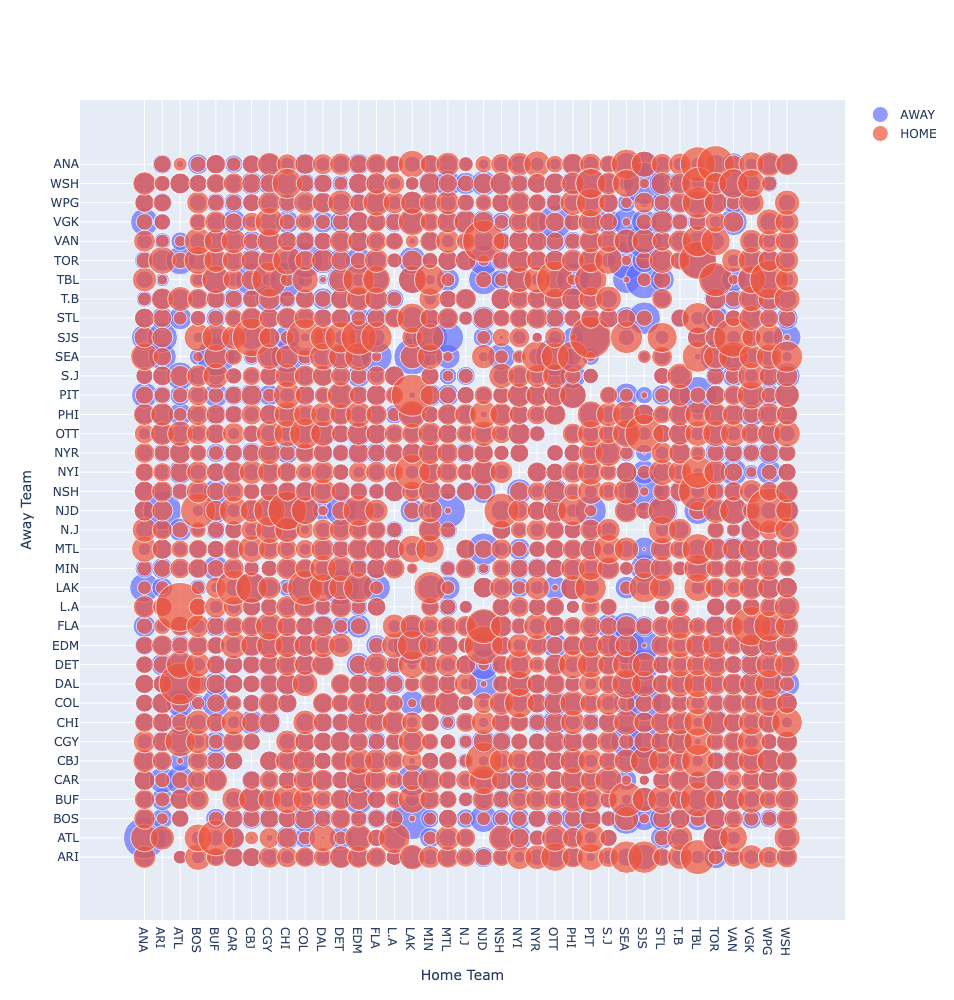 AWAY
HOME
ANA
WSH
WPG
VGK
VAN
TOR
TBL
T.B
STL
SJS
SEA
S.J
PIT
PHI
OTT
NYR
NYI
NSH
NJD
N.J
MTL
MIN
LAK
L.A
FLA
EDM
DET
DAL
COL
CHI
CGY
CBJ
CAR
BUF
BOS
ATL
ARI
Away Team
ANA ARI ATL BOS BUF CAR CBJ CGY CHI COL DAL DET EDM FLA L.A LAK MIN MTL N.J NJD NSH NYI NYR OTT PHI PIT S.J SEA SJS STL T.B TBL TOR VAN VGK WPG WSH
Home Team